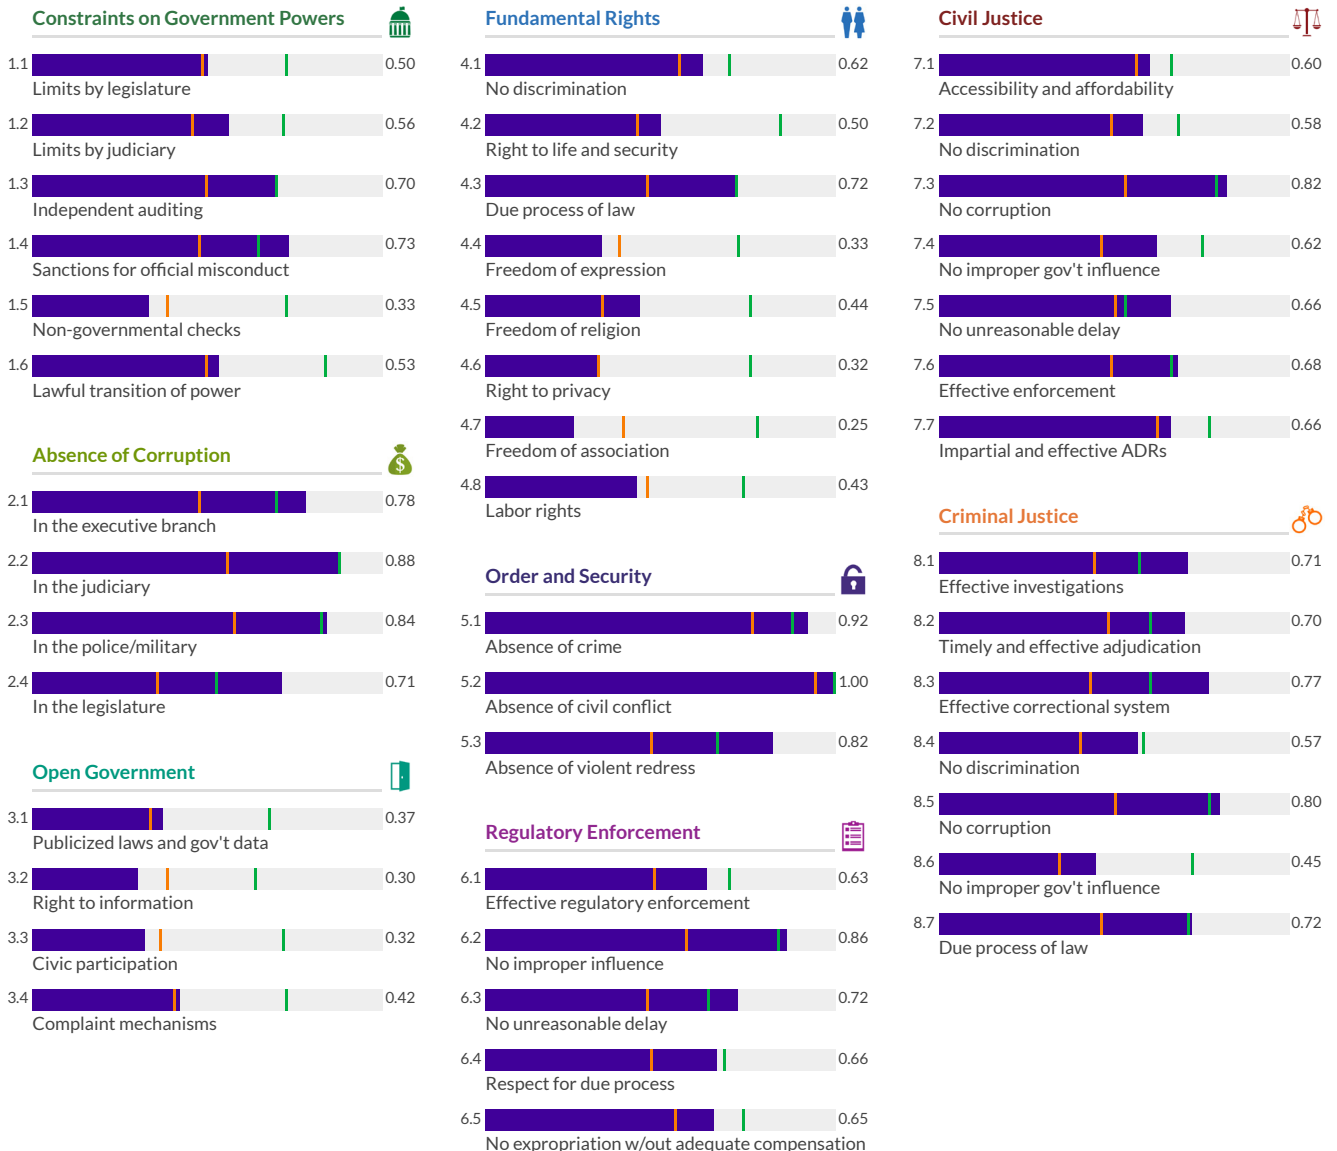 Constraints on Government Powers
1.1 0.50
Limits by legislature
1.2 0.56
Limits by judiciary
1.3 0.70
Independent auditing
1.4 0.73
Sanctions for official misconduct
1.5 0.33
Non-governmental checks
1.6 0.53
Lawful transition of power
Absence of Corruption
$
2.1 0.78
In the executive branch
2.2 0.88
In the judiciary
2.3 0.84
In the police/military
2.4 0.71
In the legislature
Open Government
3.1 0.37
Publicized laws and gov't data
3.2 0.30
Right to information
3.3 0.32
Civic participation
3.4 0.42
Complaint mechanisms
Fundamental Rights
4.1 0.62
No discrimination
4.2 0.50
Right to life and security
4.3 0.72
Due process of law
4.4 0.33
Freedom of expression
4.5 0.44
Freedom of religion
4.6 0.32
Right to privacy
4.7 0.25
Freedom of association
4.8 0.43
Labor rights
Order and Security
5.1 0.92
Absence of crime
5.2 1.00
Absence of civil conflict
5.3 0.82
Absence of violent redress
Regulatory Enforcement
6.1 0.63
Effective regulatory enforcement
6.2 0.86
No improper influence
6.3 0.72
No unreasonable delay
6.4 0.66
Respect for due process
6.5 0.65
No expropriation w/out adequate compensation
Civil Justice
7.1 0.60
Accessibility and affordability
7.2 0.58
No discrimination
7.3 0.82
No corruption
7.4 0.62
No improper gov't influence
7.5 0.66
No unreasonable delay
7.6 0.68
Effective enforcement
7.7 0.66
Impartial and effective ADRs
Criminal Justice
8.1 0.71
Effective investigations
8.2 0.70
Timely and effective adjudication
8.3 0.77
Effective correctional system
8.4 0.57
No discrimination
8.5 0.80
No corruption
8.6 0.45
No improper gov't influence
8.7 0.72
Due process of law